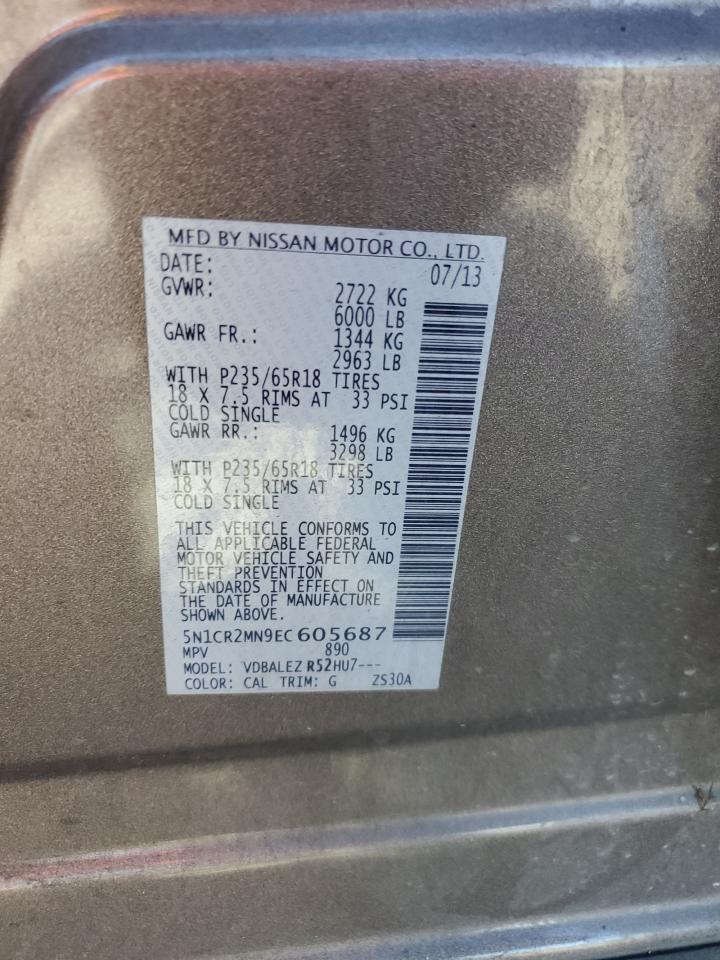 MFD BY NISSAN MOTOR CO., LTD.
DATE: 07/13
GVWR: 2722 KG
6000 LB
GAWR FR.: 1344 KG
2963 LB
WITH P235/65R18 TIRES
18 X 7.5 RIMS AT 33 PSI
COLD SINGLE
GAWR RR.: 1496 KG
3298 LB
WITH P235/65R18 TIRES
18 X 7.5 RIMS AT 33 PSI
COLD SINGLE
THIS VEHICLE CONFORMS TO
ALL APPLICABLE FEDERAL
MOTOR VEHICLE SAFETY AND
THEFT PREVENTION
STANDARDS IN EFFECT ON
THE DATE OF MANUFACTURE
SHOWN ABOVE.
5N1CR2MN9EC605687
MPV 890
MODEL: VDBALEZ R52HU7---
COLOR: CAL TRIM: G ZS30A